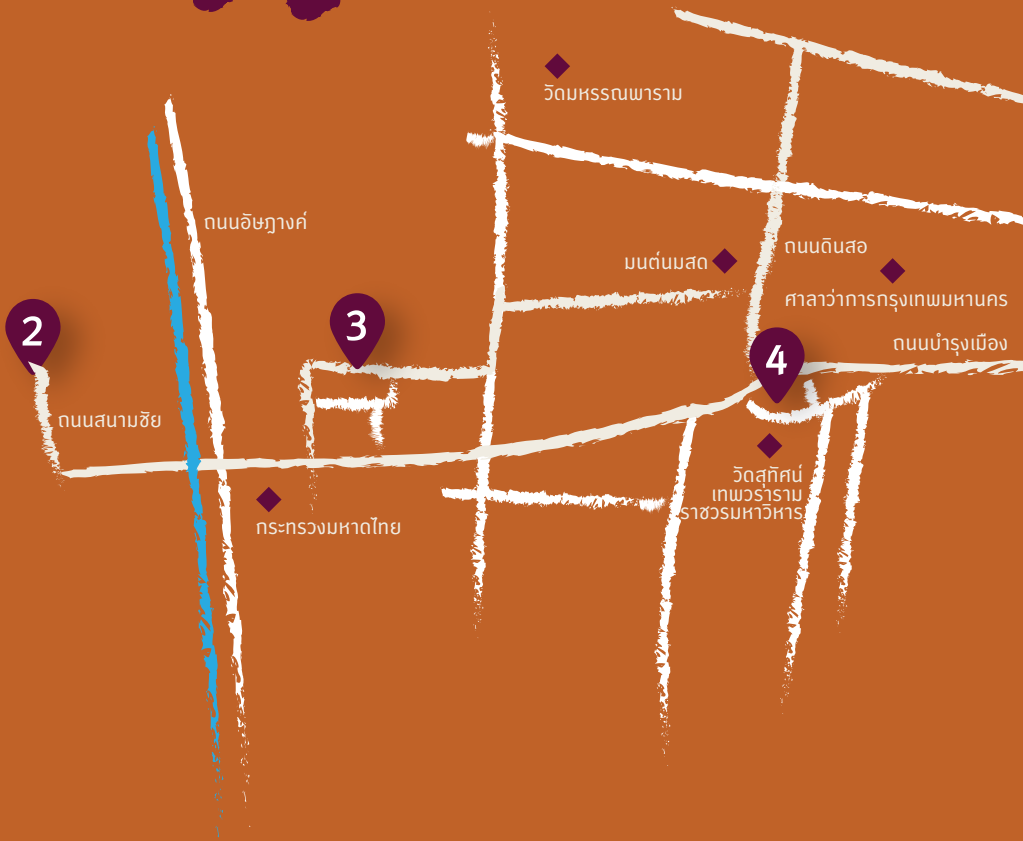 วัดมหรรณพาราม
ถนนอัษฎางค์
ถนนดินสอ
มนต์นมสด
ศาลาว่าการกรุงเทพมหานคร
2
3
ถนนบำรุงเมือง
4
ถนนสนามชัย
วัดสุทัศน์
เทพวราราม
ราชวรมหาวิหาร
กระทรวงมหาดไทย